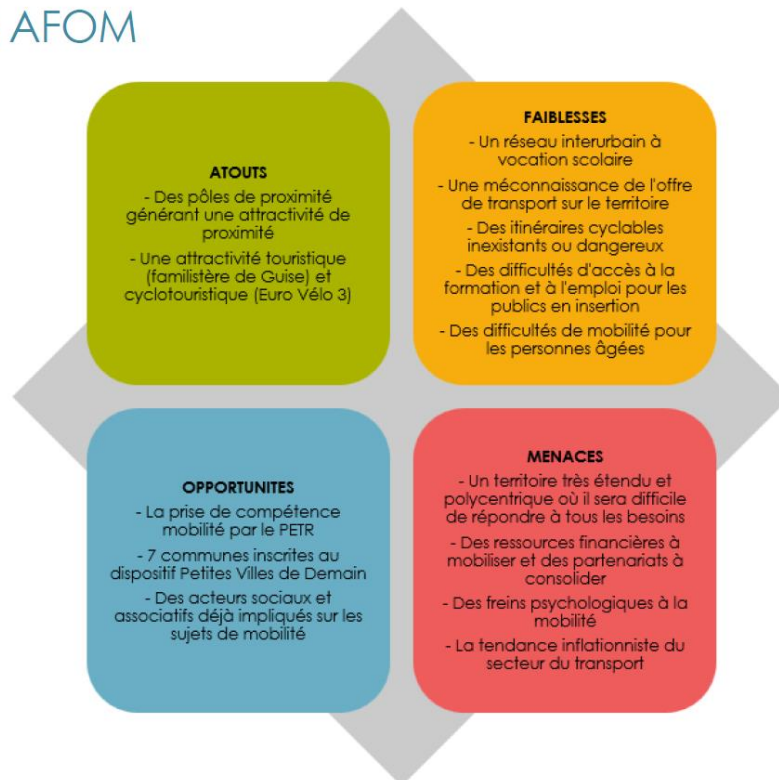 AFOM
ATOUTS
- Des pôles de proximité
générant une attractivité de
proximité
- Une attractivité touristique
(familistère de Guise) et
cyclotouristique (Euro Vélo 3)
FAIBLESSES
- Un réseau interurbain à
vocation scolaire
- Une méconnaissance de l'offre
de transport sur le territoire
- Des itinéraires cyclables
inexistants ou dangereux
- Des difficultés d'accès à la
formation et à l'emploi pour les
publics en insertion
- Des difficultés de mobilité pour
les personnes âgées
OPPORTUNITES
- La prise de compétence
mobilité par le PETR
- 7 communes inscrites au
dispositif Petites Villes de Demain
- Des acteurs sociaux et
associatifs déjà impliqués sur les
sujets de mobilité
MENACES
- Un territoire très étendu et
polycentrique où il sera difficile
de répondre à tous les besoins
- Des ressources financières à
mobiliser et des partenariats à
consolider
- Des freins psychologiques à la
mobilité
- La tendance inflationniste du
secteur du transport